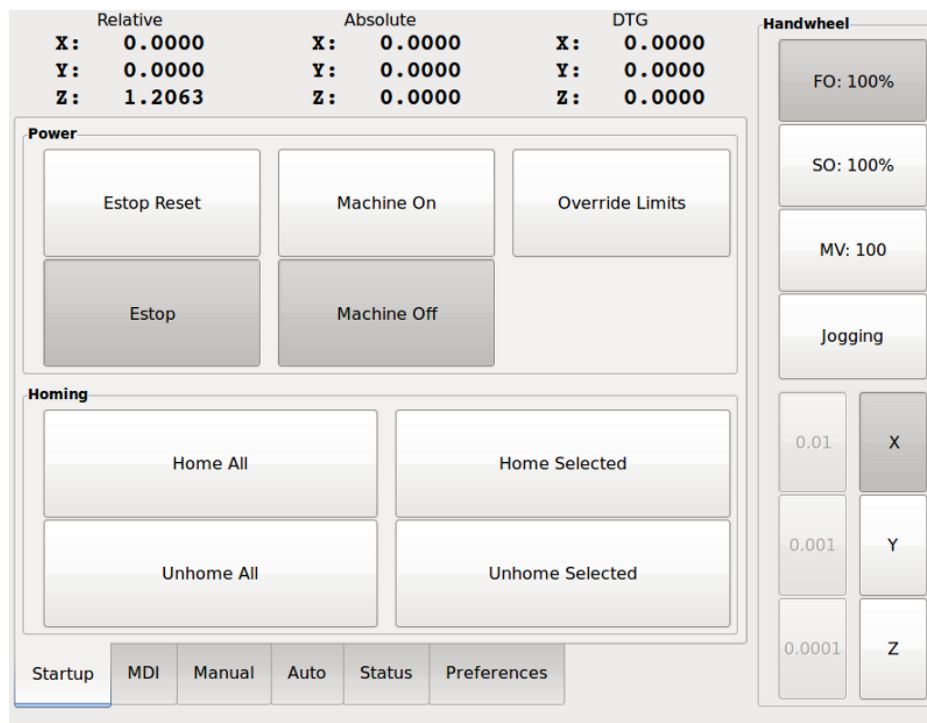 Relative Absolute DTG Handwheel
X: 0.0000 X: 0.0000 X: 0.0000
Y: 0.0000 Y: 0.0000 Y: 0.0000
Z: 1.2063 Z: 0.0000 Z: 0.0000
FO: 100%
Power
SO: 100%
Estop Reset Machine On Override Limits
MV: 100
Estop Machine Off
Jogging
Homing
0.01 X
Home All Home Selected
0.001 Y
Unhome All Unhome Selected
0.0001 Z
Startup MDI Manual Auto Status Preferences